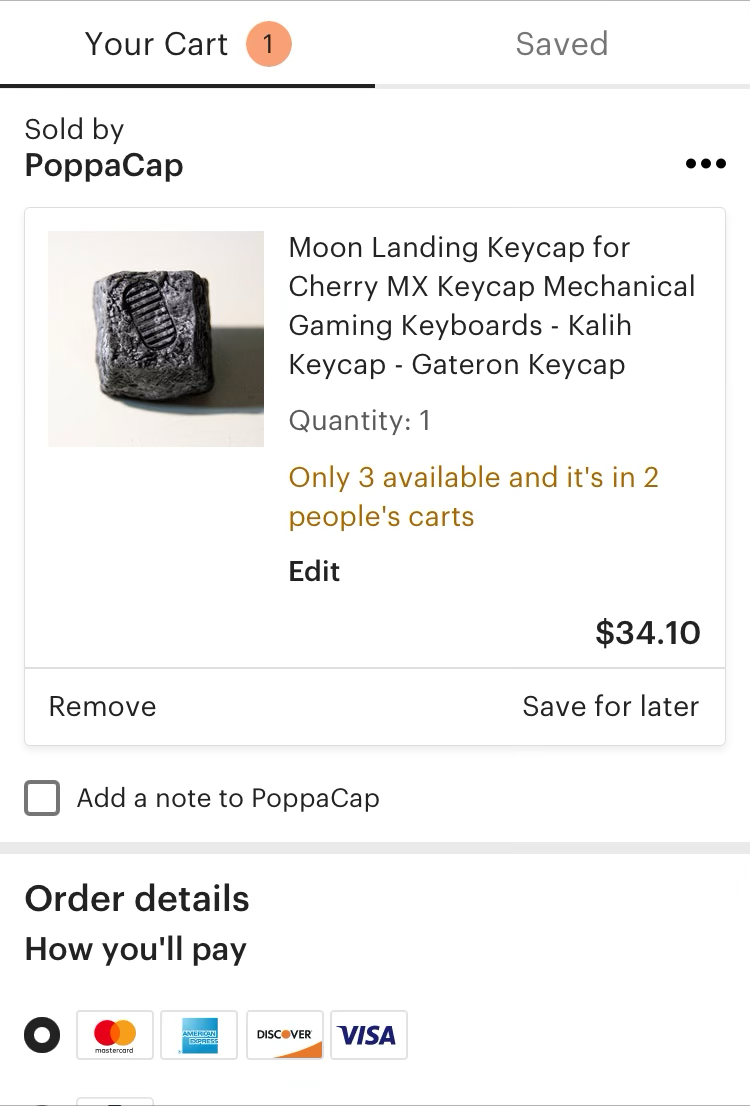 Your Cart 1 Saved
Sold by
PoppaCap
Moon Landing Keycap for
Cherry MX Keycap Mechanical
Gaming Keyboards - Kalih
Keycap - Gateron Keycap
Quantity: 1
Only 3 available and it's in 2
people's carts
Edit
$34.10
Remove Save for later
Add a note to PoppaCap
Order details
How you'll pay
mastercard AMERICAN EXPRESS DISCOVER VISA